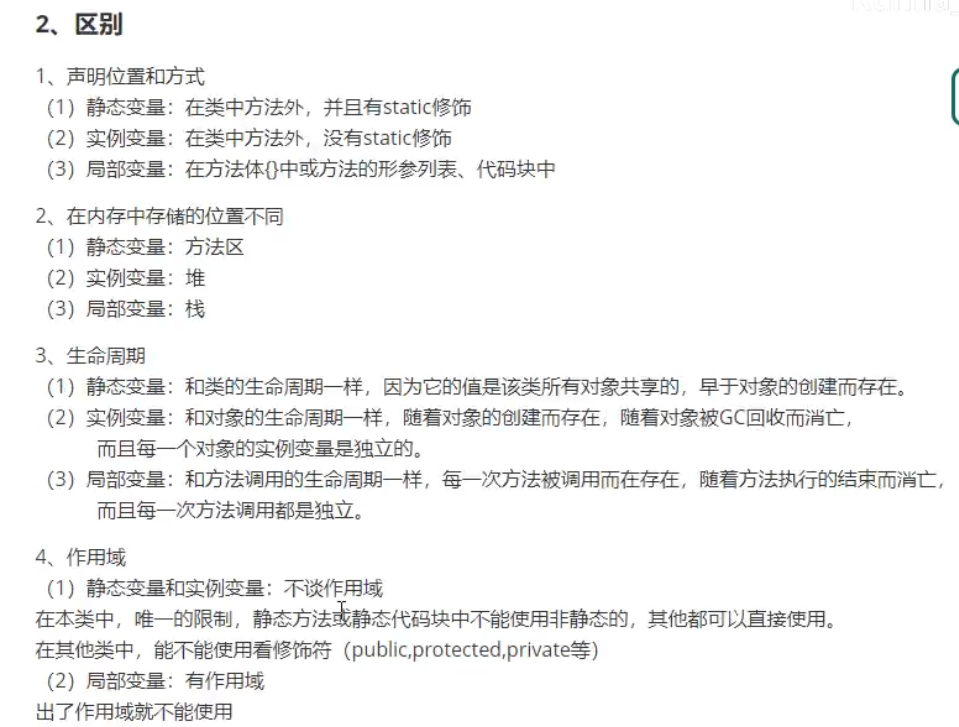 2、区别
1、声明位置和方式
（1）静态变量：在类中方法外，并且有static修饰
（2）实例变量：在类中方法外，没有static修饰
（3）局部变量：在方法体{}中或方法的形参列表、代码块中
2、在内存中存储的位置不同
（1）静态变量：方法区
（2）实例变量：堆
（3）局部变量：栈
3、生命周期
（1）静态变量：和类的生命周期一样，因为它的值是该类所有对象共享的，早于对象的创建而存在。
（2）实例变量：和对象的生命周期一样，随着对象的创建而存在，随着对象被GC回收而消亡，
而且每一个对象的实例变量是独立的。
（3）局部变量：和方法调用的生命周期一样，每一次方法被调用而在存在，随着方法执行的结束而消亡，
而且每一次方法调用都是独立。
4、作用域
（1）静态变量和实例变量：不谈作用域
在本类中，唯一的限制，静态方法或静态代码块中不能使用非静态的，其他都可以直接使用。
在其他类中，能不能使用看修饰符（public,protected,private等）
（2）局部变量：有作用域
出了作用域就不能使用